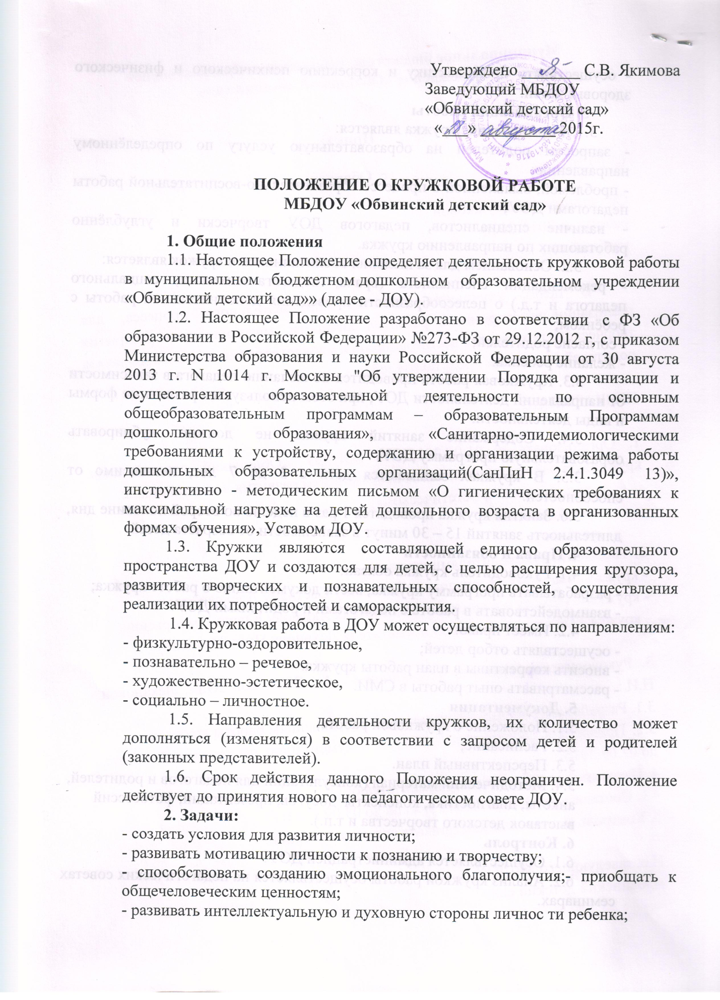 Утверждено С.В. Якимова
Заведующий МБДОУ
«Обвинский детский сад»
«28» августа 2015г.
ПОЛОЖЕНИЕ О КРУЖКОВОЙ РАБОТЕ
МБДОУ «Обвинский детский сад»
1. Общие положения
1.1. Настоящее Положение определяет деятельность кружковой работы
в муниципальном бюджетном дошкольном образовательном учреждении
«Обвинский детский сад»» (далее - ДОУ).
1.2. Настоящее Положение разработано в соответствии с ФЗ «Об
образовании в Российской Федерации» №273-ФЗ от 29.12.2012 г, с приказом
Министерства образования и науки Российской Федерации от 30 августа
2013 г. N 1014 г. Москвы "Об утверждении Порядка организации и
осуществления образовательной деятельности по основным
общеобразовательным программам – образовательным Программам
дошкольного образования», «Санитарно-эпидемиологическими
требованиями к устройству, содержанию и организации режима работы
дошкольных образовательных организаций(СанПиН 2.4.1.3049 13)»,
инструктивно - методическим письмом «О гигиенических требованиях к
максимальной нагрузке на детей дошкольного возраста в организованных
формах обучения», Уставом ДОУ.
1.3. Кружки являются составляющей единого образовательного
пространства ДОУ и создаются для детей, с целью расширения кругозора,
развития творческих и познавательных способностей, осуществления
реализации их потребностей и самораскрытия.
1.4. Кружковая работа в ДОУ может осуществляться по направлениям:
- физкультурно-оздоровительное,
- познавательно – речевое,
- художественно-эстетическое,
- социально – личностное.
1.5. Направления деятельности кружков, их количество может
дополняться (изменяться) в соответствии с запросом детей и родителей
(законных представителей).
1.6. Срок действия данного Положения неограничен. Положение
действует до принятия нового на педагогическом совете ДОУ.
2. Задачи:
- создать условия для развития личности;
- развивать мотивацию личности к познанию и творчеству;
- способствовать созданию эмоционального благополучия;- приобщать к
общечеловеческим ценностям;
- развивать интеллектуальную и духовную стороны личнос ти ребенка;